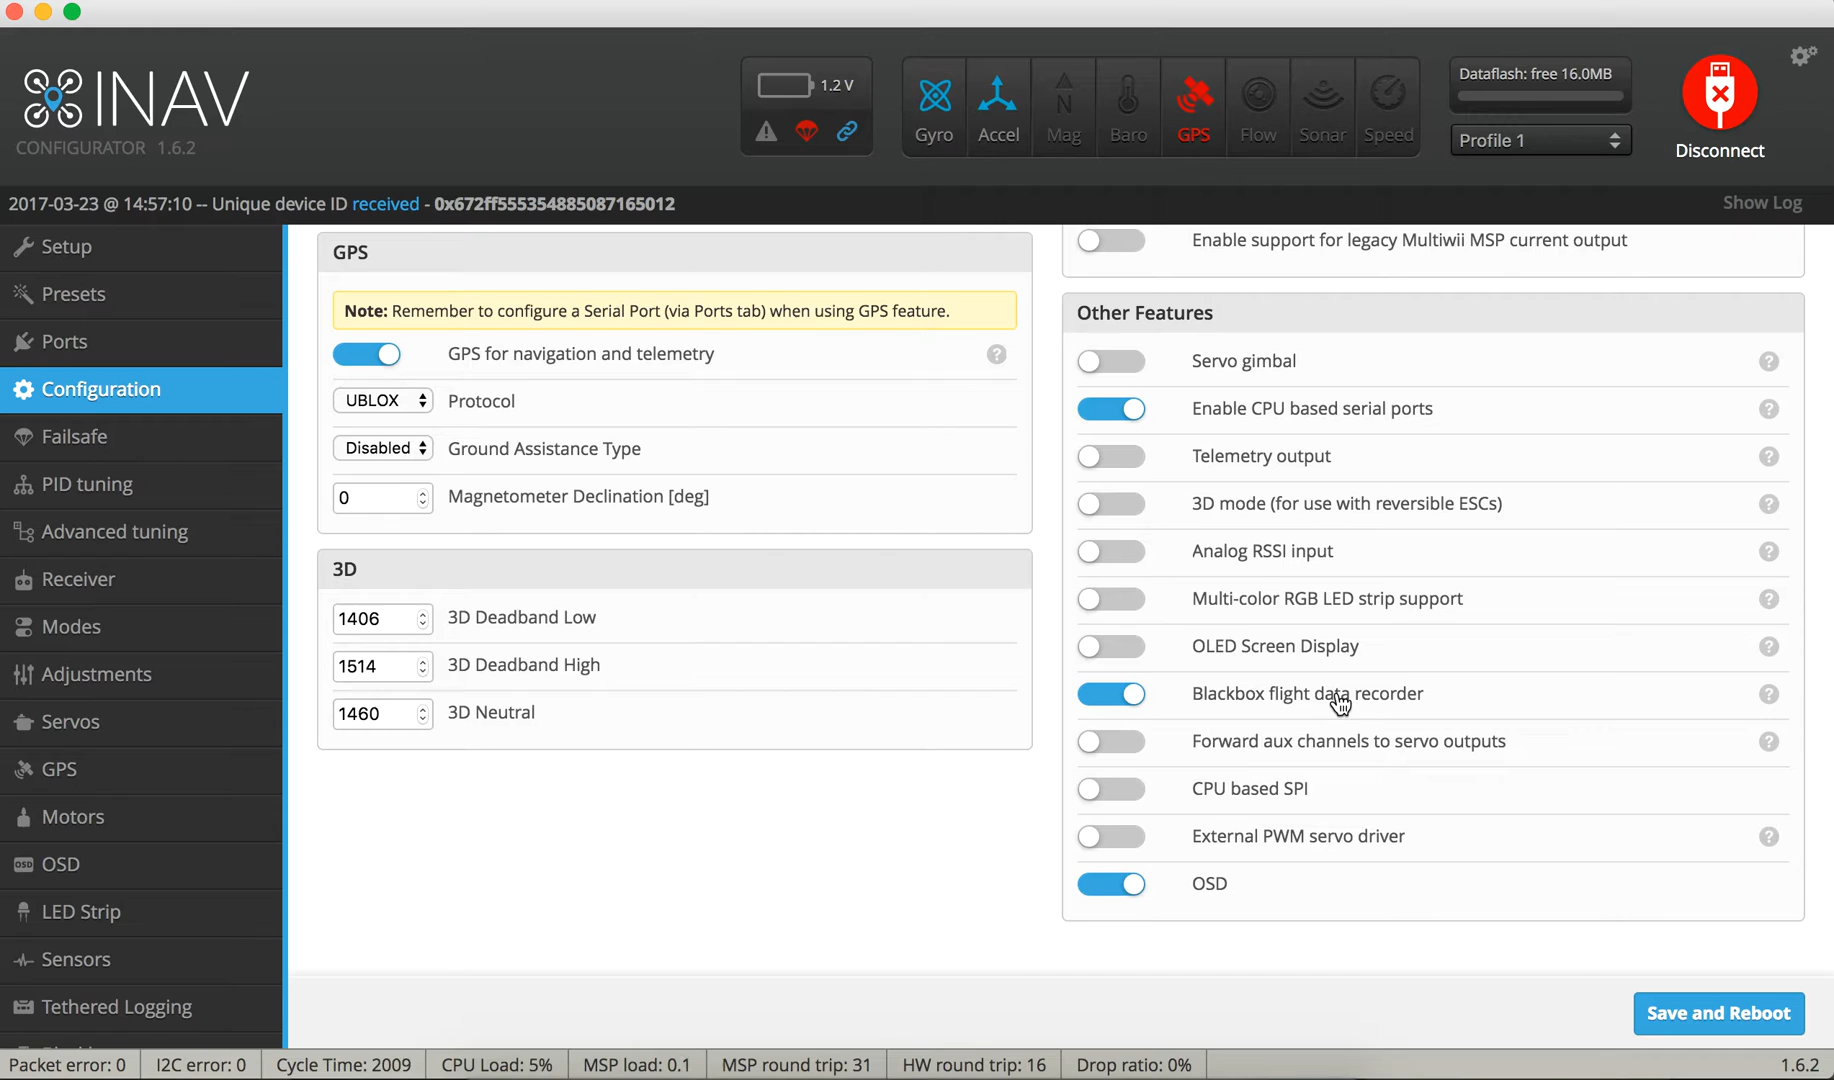 INAV
CONFIGURATOR 1.6.2
1.2 V
Gyro
Accel
N
Mag
Baro
GPS
Flow
Sonar
Speed
Dataflash: free 16.0MB
Profile 1
Disconnect
2017-03-23 @ 14:57:10 -- Unique device ID received - 0x672ff555354885087165012
Show Log
Setup
Presets
Ports
Configuration
Failsafe
PID tuning
Advanced tuning
Receiver
Modes
Adjustments
Servos
GPS
Motors
OSD OSD
LED Strip
Sensors
Tethered Logging
GPS
Note: Remember to configure a Serial Port (via Ports tab) when using GPS feature.
GPS for navigation and telemetry ?
UBLOX Protocol
Disabled Ground Assistance Type
0 Magnetometer Declination [deg]
3D
1406 3D Deadband Low
1514 3D Deadband High
1460 3D Neutral
Enable support for legacy Multiwii MSP current output
Other Features
Servo gimbal ?
Enable CPU based serial ports ?
Telemetry output ?
3D mode (for use with reversible ESCs) ?
Analog RSSI input ?
Multi-color RGB LED strip support ?
OLED Screen Display ?
Blackbox flight data recorder ?
Forward aux channels to servo outputs ?
CPU based SPI
External PWM servo driver ?
OSD
Save and Reboot
Packet error: 0 I2C error: 0 Cycle Time: 2009 CPU Load: 5% MSP load: 0.1 MSP round trip: 31 HW round trip: 16 Drop ratio: 0% 1.6.2